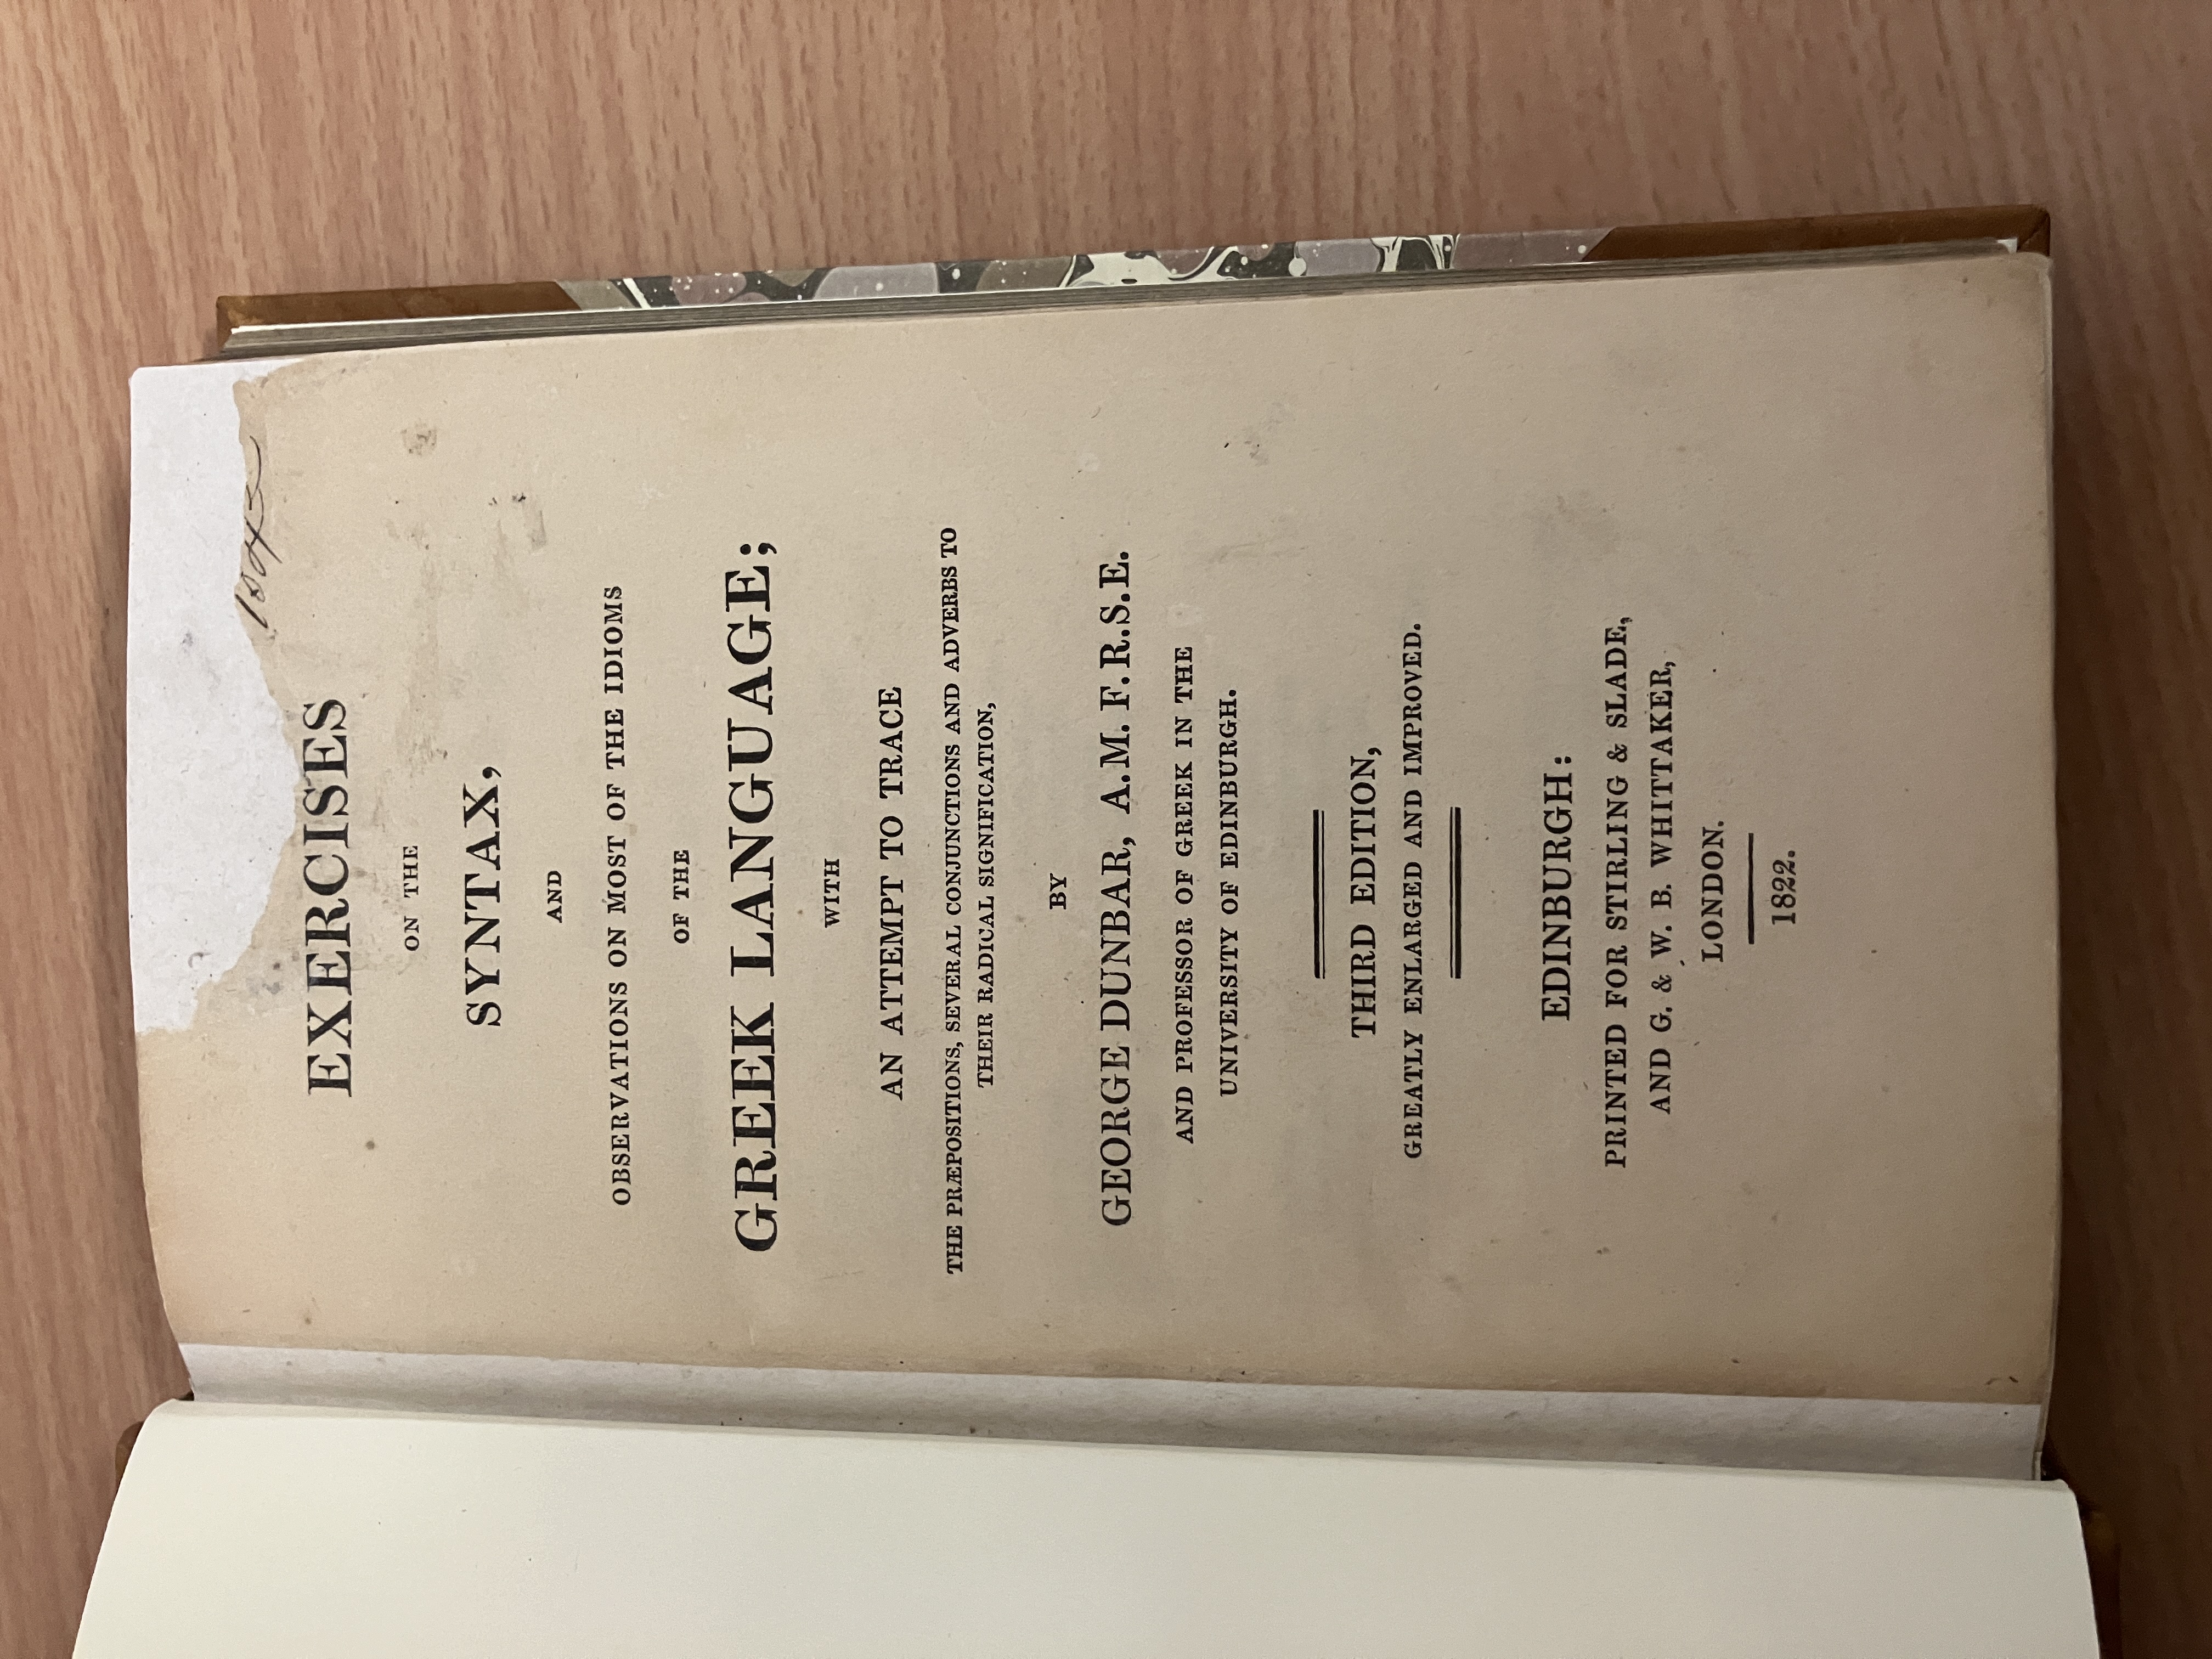 EXERCISES
ON THE
SYNTAX,
AND
OBSERVATIONS ON MOST OF THE IDIOMS
OF THE
GREEK LANGUAGE;
WITH
AN ATTEMPT TO TRACE
THE PRÆPOSITIONS, SEVERAL CONJUNCTIONS AND ADVERBS TO
THEIR RADICAL SIGNIFICATION,
BY
GEORGE DUNBAR, A.M. F.R.S.E.
AND PROFESSOR OF GREEK IN THE
UNIVERSITY OF EDINBURGH.
THIRD EDITION,
GREATLY ENLARGED AND IMPROVED.
EDINBURGH:
PRINTED FOR STIRLING & SLADE,
AND G. & W. B. WHITTAKER,
LONDON.
1822.